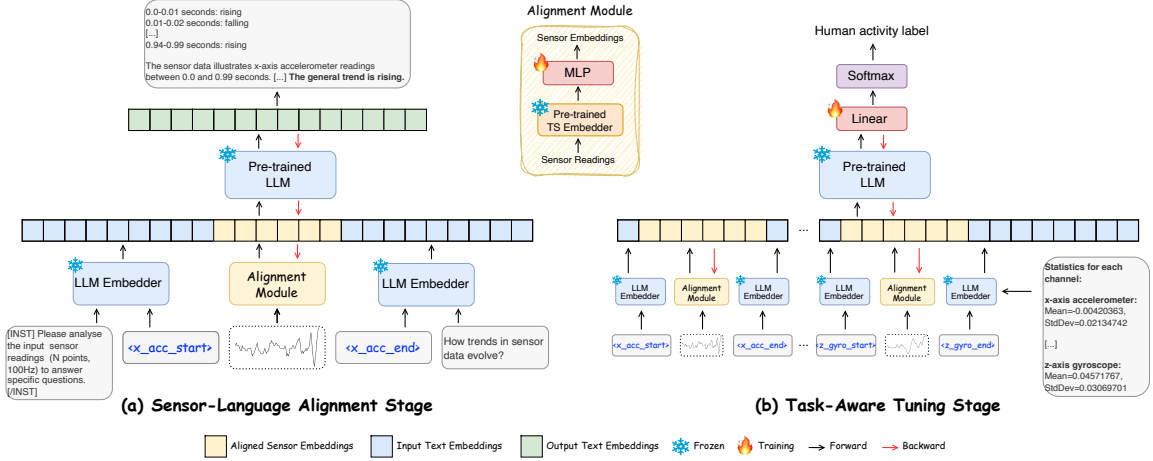 0.0-0.01 seconds: rising
0.01-0.02 seconds: falling
[...]
0.94-0.99 seconds: rising
The sensor data illustrates x-axis accelerometer readings
between 0.0 and 0.99 seconds. [...] The general trend is rising.
Pre-trained
LLM
LLM Embedder
Alignment
Module
LLM Embedder
[INST] Please analyse
the input sensor
readings (N points,
100Hz) to answer
specific questions.
[/INST]
<x_acc_start>
<x_acc_end>
How trends in sensor
data evolve?
(a) Sensor-Language Alignment Stage
Alignment Module
Sensor Embeddings
MLP
Pre-trained
TS Embedder
Sensor Readings
Human activity label
Softmax
Linear
Pre-trained
LLM
...
LLM
Embedder
Alignment
Module
LLM
Embedder
LLM
Embedder
Alignment
Module
LLM
Embedder
<x_acc_start>
<x_acc_end>
...
<z_gyro_start>
<z_gyro_end>
Statistics for each
channel:
x-axis accelerometer:
Mean=-0.00420363,
StdDev=0.02134742
[...]
z-axis gyroscope:
Mean=0.04571767,
StdDev=0.03069701
(b) Task-Aware Tuning Stage
Aligned Sensor Embeddings
Input Text Embeddings
Output Text Embeddings
Frozen
Training
Forward
Backward